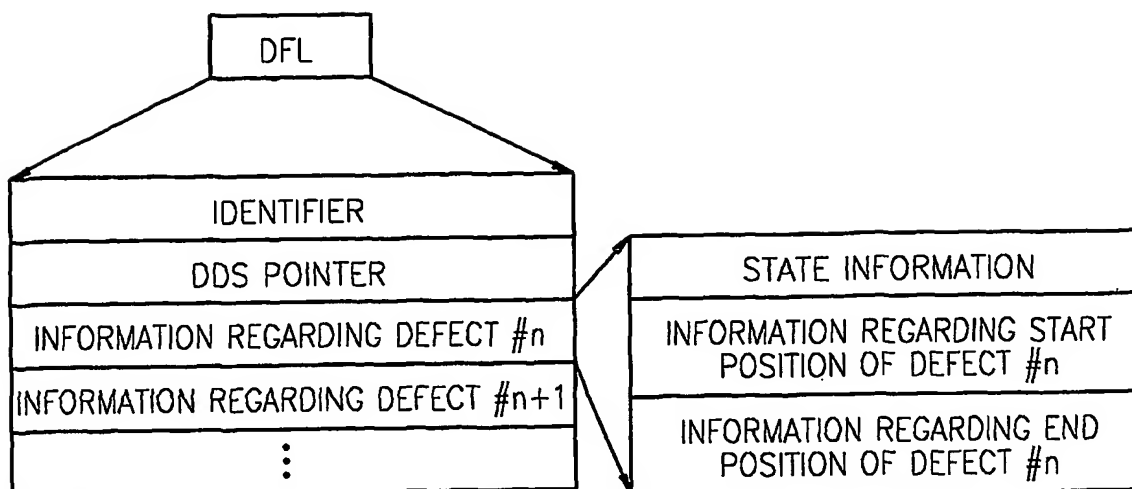 DFL
IDENTIFIER
DDS POINTER
INFORMATION REGARDING DEFECT #n
INFORMATION REGARDING DEFECT #n+1
⋮
STATE INFORMATION
INFORMATION REGARDING START
POSITION OF DEFECT #n
INFORMATION REGARDING END
POSITION OF DEFECT #n